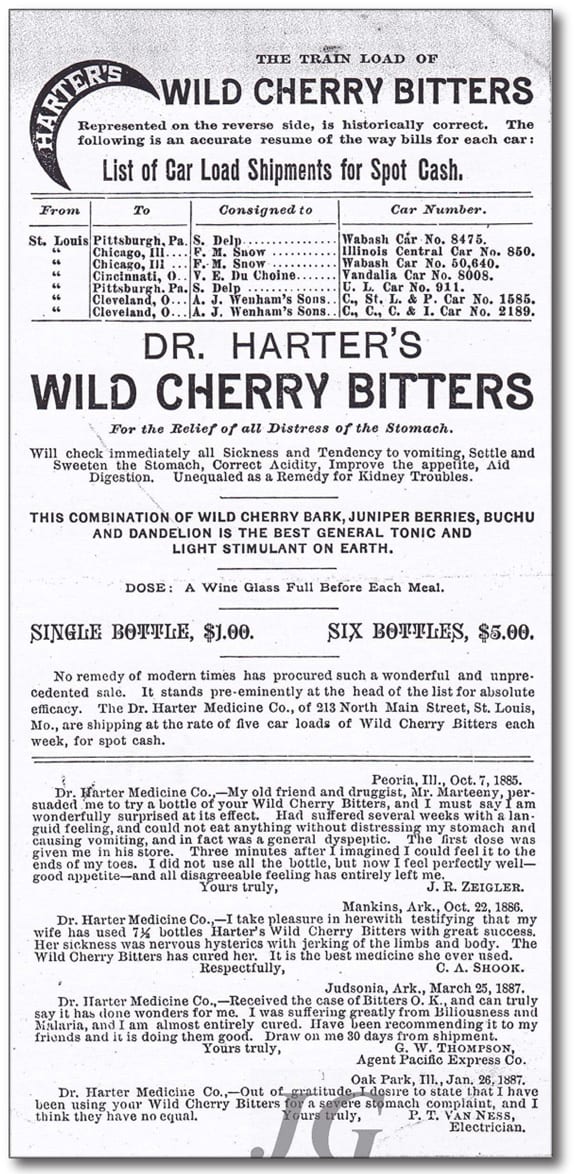 HARTER'S
THE TRAIN LOAD OF
WILD CHERRY BITTERS
Represented on the reverse side, is historically correct. The
following is an accurate resume of the way bills for each car:
List of Car Load Shipments for Spot Cash.
From To Consigned to Car Number.
St. Louis Pittsburgh, Pa. S. Delp ............... Wabash Car No. 8475.
“ Chicago, Ill.... F. M. Snow ........... Illinois Central Car No. 850.
“ Chicago, Ill.... F. M. Snow ........... Wabash Car No. 50,640.
“ Cincinnati, O... V. E. Du Choine..... Vandalia Car No. 8008.
“ Pittsburgh. Pa. S. Delp ............... U. L. Car No. 911.
“ Cleveland, O... A. J. Wenham's Sons.. C., St. L. & P. Car No. 1585.
“ Cleveland, O... A. J. Wenham's Sons.. C., C., C. & I. Car No. 2189.
DR. HARTER'S
WILD CHERRY BITTERS
For the Relief of all Distress of the Stomach.
Will check immediately all Sickness and Tendency to vomiting, Settle and
Sweeten the Stomach, Correct Acidity, Improve the appetite, Aid
Digestion. Unequaled as a Remedy for Kidney Troubles.
THIS COMBINATION OF WILD CHERRY BARK, JUNIPER BERRIES, BUCHU
AND DANDELION IS THE BEST GENERAL TONIC AND
LIGHT STIMULANT ON EARTH.
DOSE: A Wine Glass Full Before Each Meal.
SINGLE BOTTLE, $1.00. SIX BOTTLES, $5.00.
No remedy of modern times has procured such a wonderful and unpre-
cedented sale. It stands pre-eminently at the head of the list for absolute
efficacy. The Dr. Harter Medicine Co., of 213 North Main Street, St. Louis,
Mo., are shipping at the rate of five car loads of Wild Cherry Bitters each
week, for spot cash.
Peoria, Ill., Oct. 7, 1885.
Dr. Harter Medicine Co.,—My old friend and druggist, Mr. Marteeny, per-
suaded me to try a bottle of your Wild Cherry Bitters, and I must say I am
wonderfully surprised at its effect. Had suffered several weeks with a lan-
guid feeling, and could not eat anything without distressing my stomach and
causing vomiting, and in fact was a general dyspeptic. The first dose was
given me in his store. Three minutes after I imagined I could feel it to the
ends of my toes. I did not use all the bottle, but now I feel perfectly well—
good appetite—and all disagreeable feeling has entirely left me.
Yours truly, J. R. ZEIGLER.
Mankins, Ark., Oct. 22, 1886.
Dr. Harter Medicine Co.,—I take pleasure in herewith testifying that my
wife has used 7½ bottles Harter's Wild Cherry Bitters with great success.
Her sickness was nervous hysterics with jerking of the limbs and body. The
Wild Cherry Bitters has cured her. It is the best medicine she ever used.
Respectfully, C. A. SHOOK.
Judsonia, Ark., March 25, 1887.
Dr. Harter Medicine Co.,—Received the case of Bitters O. K., and can truly
say it has done wonders for me. I was suffering greatly from Biliousness and
Malaria, and I am almost entirely cured. Have been recommending it to my
friends and it is doing them good. Draw on me 30 days from shipment.
Yours truly, G. W. THOMPSON,
Agent Pacific Express Co.
Oak Park, Ill., Jan. 26, 1887.
Dr. Harter Medicine Co.,—Out of gratitude, I desire to state that I have
been using your Wild Cherry Bitters for a severe stomach complaint, and I
think they have no equal. Yours truly, P. T. VAN NESS,
Electrician.
JG